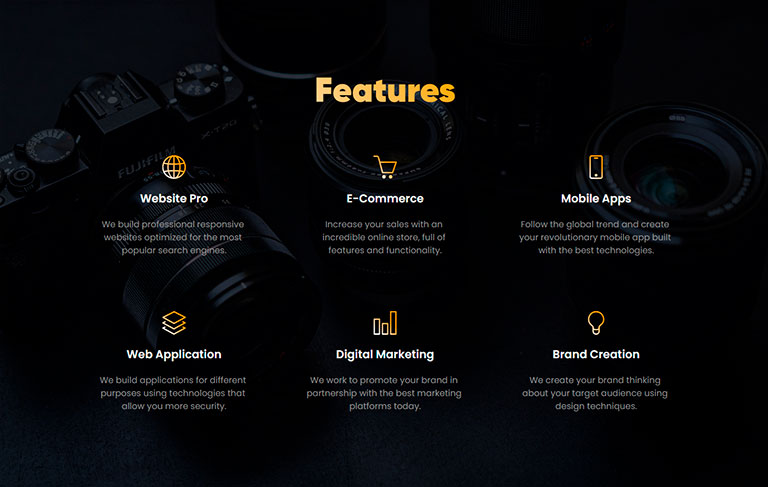 Features
FUJIFILM
X-T20
Website Pro
We build professional responsive
websites optimized for the most
popular search engines.
E-Commerce
Increase your sales with an
incredible online store, full of
features and functionality.
Mobile Apps
Follow the global trend and create
your revolutionary mobile app built
with the best technologies.
Web Application
We build applications for different
purposes using technologies that
allow you more security.
Digital Marketing
We work to promote your brand in
partnership with the best marketing
platforms today.
Brand Creation
We create your brand thinking
about your target audience using
design techniques.